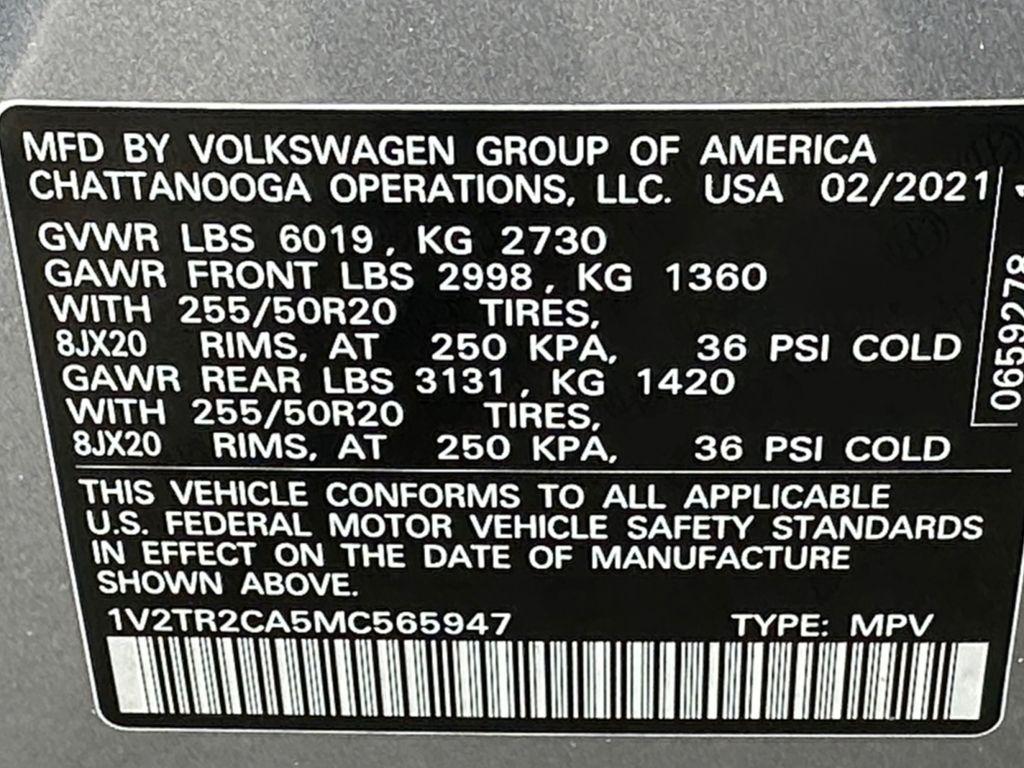 MFD BY VOLKSWAGEN GROUP OF AMERICA
CHATTANOOGA OPERATIONS, LLC. USA 02/2021
GVWR LBS 6019, KG 2730
GAWR FRONT LBS 2998, KG 1360
WITH 255/50R20 TIRES,
8JX20 RIMS, AT 250 KPA, 36 PSI COLD
GAWR REAR LBS 3131, KG 1420
WITH 255/50R20 TIRES,
8JX20 RIMS, AT 250 KPA, 36 PSI COLD
THIS VEHICLE CONFORMS TO ALL APPLICABLE
U.S. FEDERAL MOTOR VEHICLE SAFETY STANDARDS
IN EFFECT ON THE DATE OF MANUFACTURE
SHOWN ABOVE.
1V2TR2CA5MC565947 TYPE: MPV
0659278